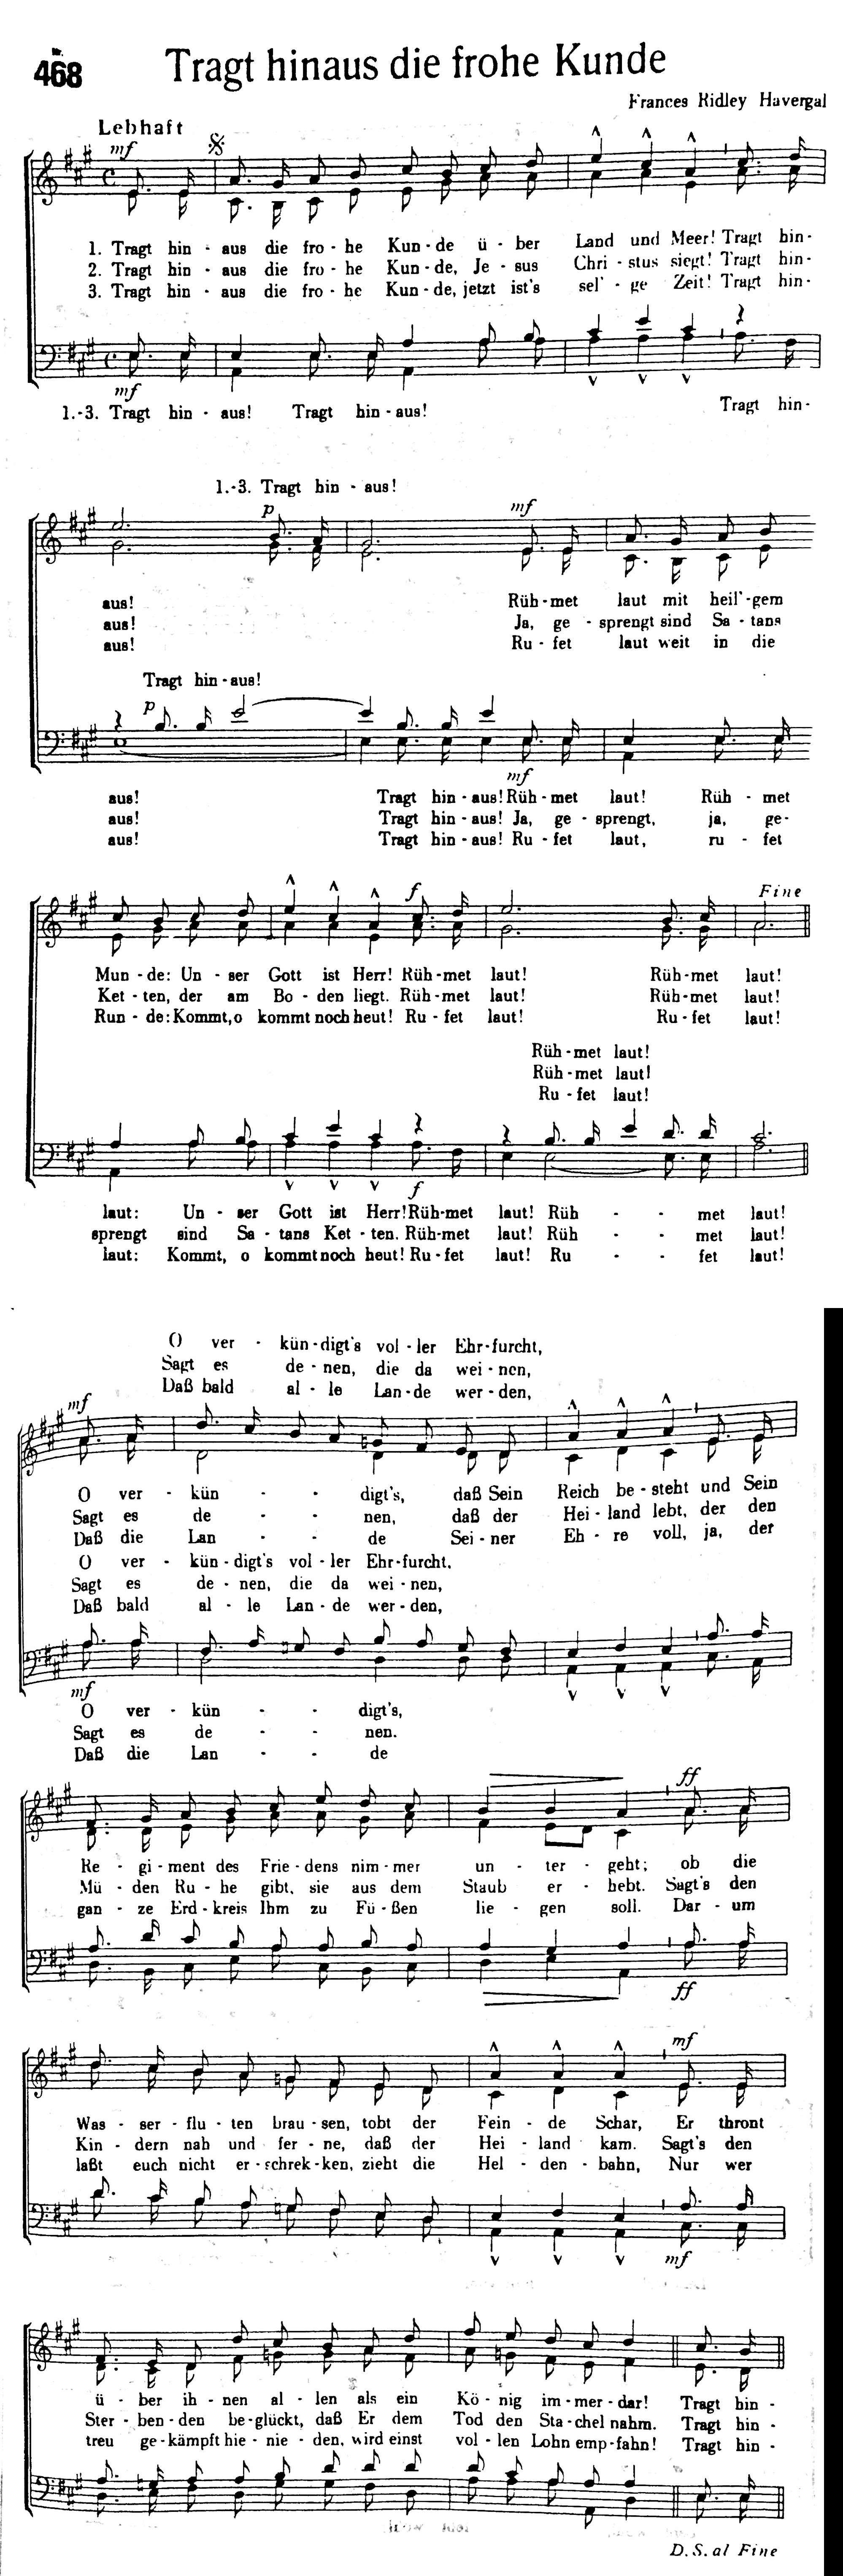 Nr.
468
Tragt hinaus die frohe Kunde
Frances Ridley Havergal
Lebhaft
mf
1. Tragt hin - aus die fro - he Kun - de ü - ber Land und Meer! Tragt hin-
2. Tragt hin - aus die fro - he Kun - de, Je - sus Chri - stus siegt! Tragt hin-
3. Tragt hin - aus die fro - he Kun - de, jetzt ist's sel' - ge Zeit! Tragt hin-
mf
1.-3. Tragt hin - aus! Tragt hin - aus! Tragt hin-
1.-3. Tragt hin - aus!
p mf
aus! Rüh - met laut mit heil'-gem
aus! Ja, ge - sprengt sind Sa - tans
aus! Ru - fet laut weit in die
Tragt hin - aus!
p
mf
aus! Tragt hin - aus! Rüh - met laut! Rüh - met
aus! Tragt hin - aus! Ja, ge - sprengt, ja, ge-
aus! Tragt hin - aus! Ru - fet laut, ru - fet
f Fine
Mun - de: Un - ser Gott ist Herr! Rüh-met laut! Rüh-met laut!
Ket - ten, der am Bo - den liegt. Rüh-met laut! Rüh-met laut!
Run - de: Kommt, o kommt noch heut! Ru - fet laut! Ru - fet laut!
Rüh - met laut!
Rüh - met laut!
Ru - fet laut!
f
laut: Un - ser Gott ist Herr! Rüh-met laut! Rüh - - met laut!
sprengt sind Sa - tans Ket - ten. Rüh-met laut! Rüh - - met laut!
laut: Kommt, o kommt noch heut! Ru - fet laut! Ru - - fet laut!
O ver - kün-digt's vol - ler Ehr-furcht,
Sagt es de - nen, die da wei - nen,
Daß bald al - le Lan - de wer - den,
mf
O ver - kün - - digt's, daß Sein Reich be - steht und Sein
Sagt es de - - nen, daß der Hei - land lebt, der den
Daß die Lan - - de Sei - ner Eh - re voll, ja, der
O ver - kün - digt's vol - ler Ehr-furcht,
Sagt es de - nen, die da wei - nen,
Daß bald al - le Lan - de wer - den,
mf
O ver - kün - - digt's,
Sagt es de - - nen.
Daß die Lan - - de
ff
Re - gi - ment des Frie - dens nim - mer un - ter - geht; ob die
Mü - den Ru - he gibt, sie aus dem Staub er - hebt. Sagt's den
gan - ze Erd - kreis Ihm zu Fü - ßen lie - gen soll. Dar - um
ff
mf
Was - ser - flu - ten brau - sen, tobt der Fein - de Schar, Er thront
Kin - dern nah und fer - ne, daß der Hei - land kam. Sagt's den
laßt euch nicht er - schrek - ken, zieht die Hel - den - bahn, Nur wer
mf
ü - ber ih - nen al - len als ein Kö - nig im - mer - dar! Tragt hin -
Ster - ben - den be - glückt, daß Er dem Tod den Sta - chel nahm. Tragt hin -
treu ge - kämpft hie - nie - den, wird einst vol - len Lohn emp - fahn! Tragt hin -
D. S. al Fine